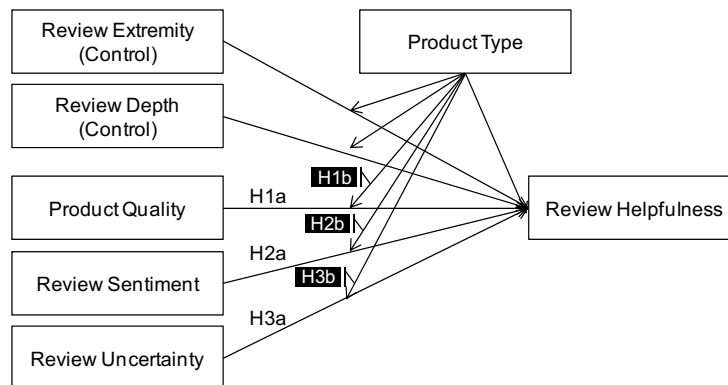 Review Extremity
(Control)
Product Type
Review Depth
(Control)
H1b
H1a
Product Quality
Review Helpfulness
H2b
H2a
Review Sentiment
H3b
H3a
Review Uncertainty